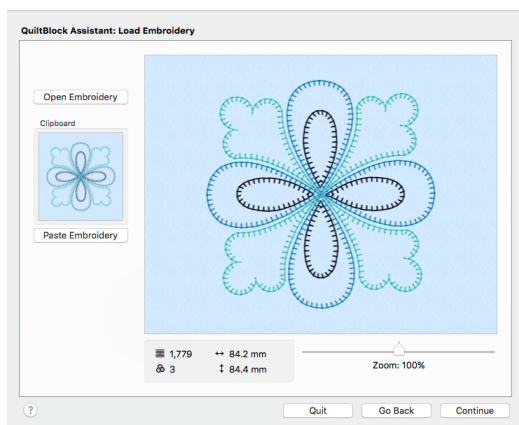 QuiltBlock Assistant: Load Embroidery
Open Embroidery
Clipboard
Paste Embroidery
1,779 ↔ 84.2 mm
3 ↕ 84.4 mm
Zoom: 100%
?
Quit Go Back Continue